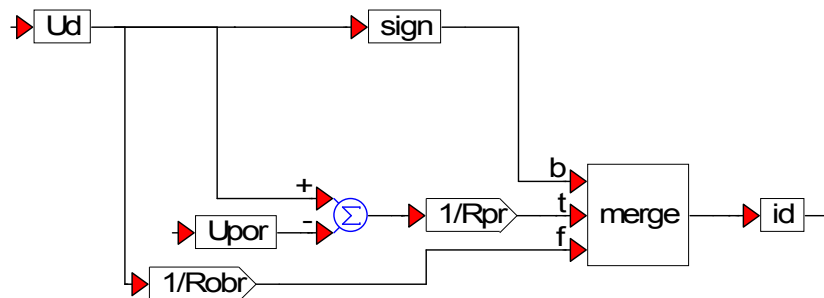 Ud
sign
b
+
1/Rpr
t
merge
id
Σ
Upor
-
f
1/Robr